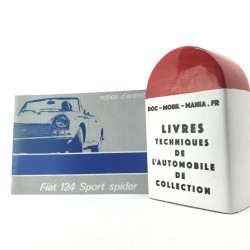 notice d'entretien
Fiat 124 Sport spider
DOC-MOBIL-MANIA.FR
LIVRES
TECHNIQUES
DE
L'AUTOMOBILE
DE
COLLECTION